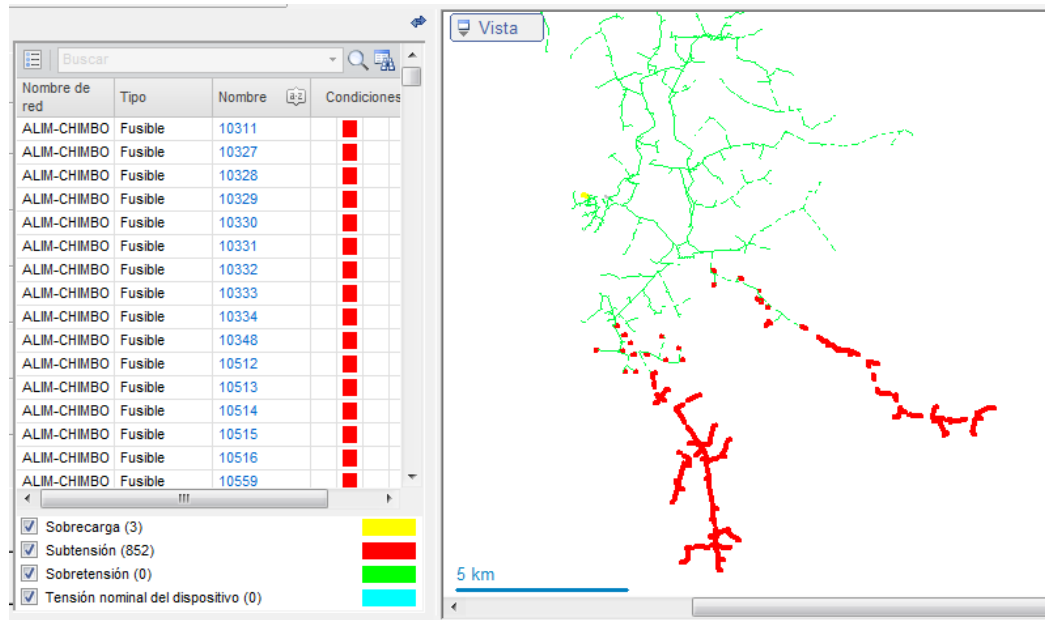 Vista
Buscar
Nombre de red Tipo Nombre a·z Condiciones
ALIM-CHIMBO Fusible 10311
ALIM-CHIMBO Fusible 10327
ALIM-CHIMBO Fusible 10328
ALIM-CHIMBO Fusible 10329
ALIM-CHIMBO Fusible 10330
ALIM-CHIMBO Fusible 10331
ALIM-CHIMBO Fusible 10332
ALIM-CHIMBO Fusible 10333
ALIM-CHIMBO Fusible 10334
ALIM-CHIMBO Fusible 10348
ALIM-CHIMBO Fusible 10512
ALIM-CHIMBO Fusible 10513
ALIM-CHIMBO Fusible 10514
ALIM-CHIMBO Fusible 10515
ALIM-CHIMBO Fusible 10516
ALIM-CHIMBO Fusible 10559
Sobrecarga (3)
Subtensión (852)
Sobretensión (0)
Tensión nominal del dispositivo (0)
5 km